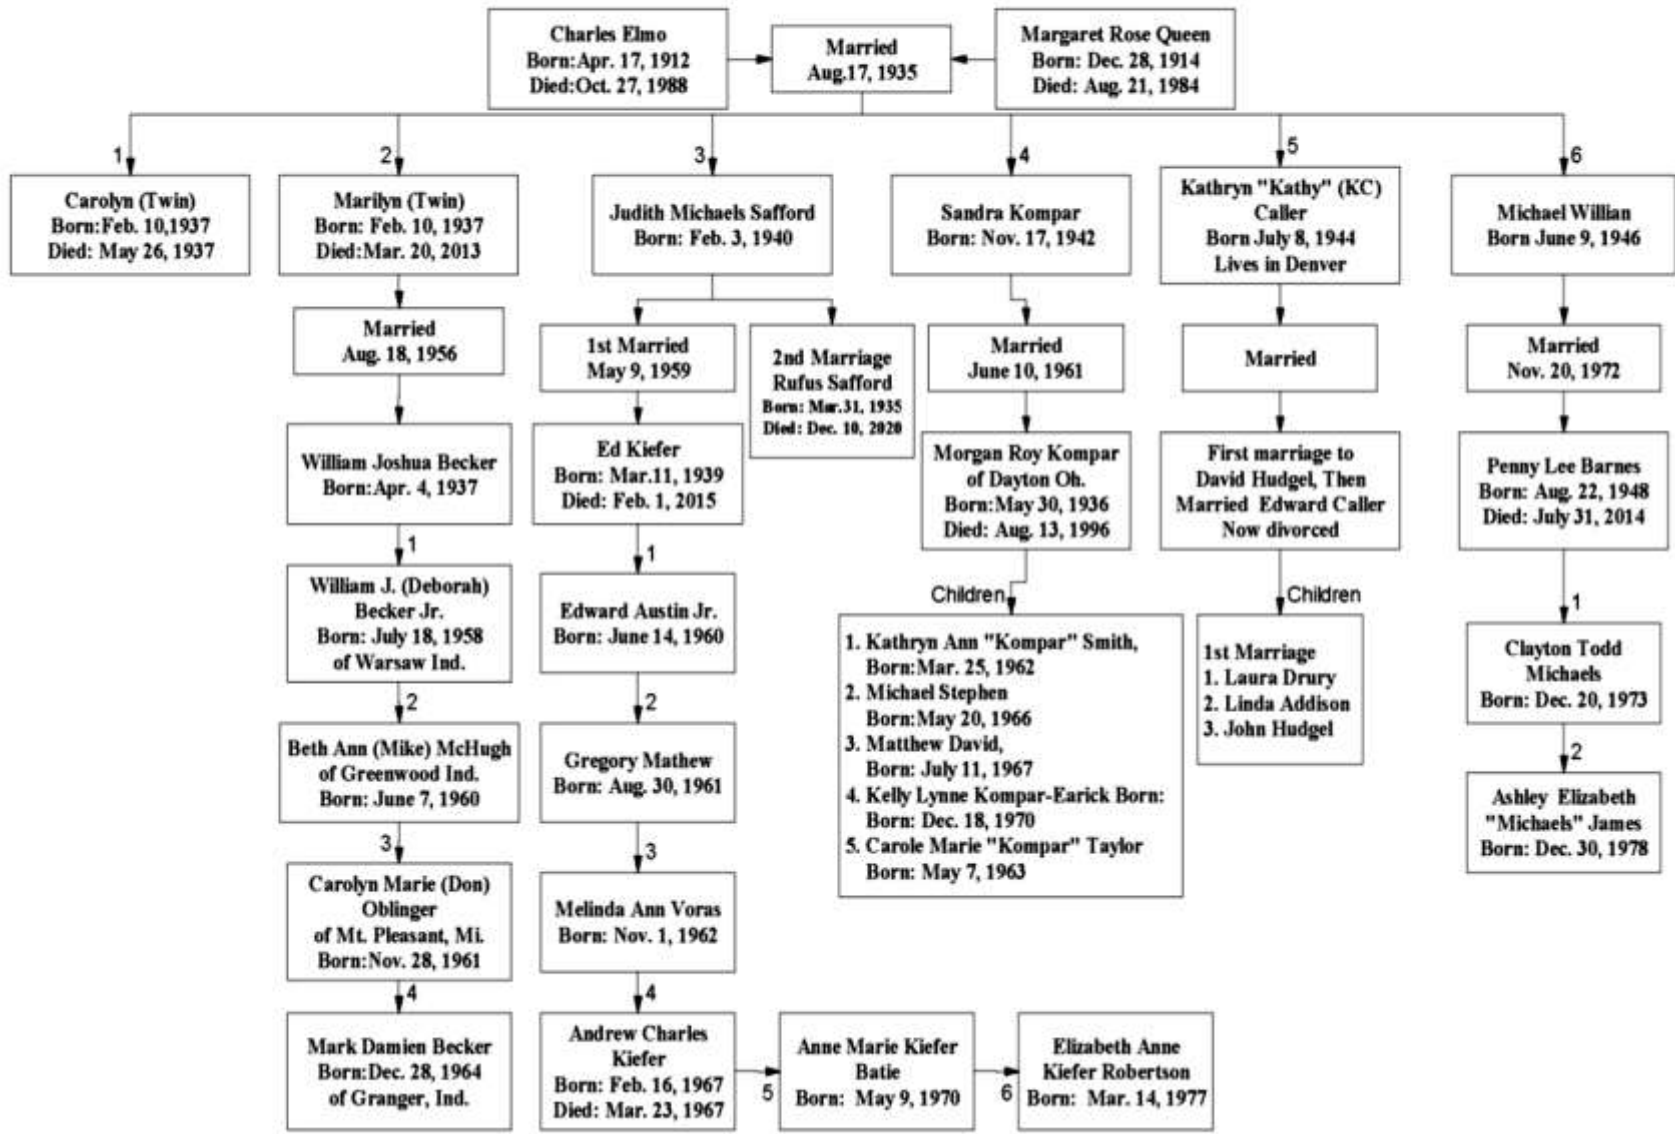 Charles Elmo
Born:Apr. 17, 1912
Died:Oct. 27, 1988
Married
Aug.17, 1935
Margaret Rose Queen
Born: Dec. 28, 1914
Died: Aug. 21, 1984
1
Carolyn (Twin)
Born:Feb. 10,1937
Died: May 26, 1937
2
Marilyn (Twin)
Born: Feb. 10, 1937
Died:Mar. 20, 2013
3
Judith Michaels Safford
Born: Feb. 3, 1940
4
Sandra Kompar
Born: Nov. 17, 1942
5
Kathryn "Kathy" (KC)
Caller
Born July 8, 1944
Lives in Denver
6
Michael Willian
Born June 9, 1946
Married
Aug. 18, 1956
1st Married
May 9, 1959
2nd Marriage
Rufus Safford
Born: Mar.31, 1935
Died: Dec. 10, 2020
Married
June 10, 1961
Married
Married
Nov. 20, 1972
William Joshua Becker
Born:Apr. 4, 1937
Ed Kiefer
Born: Mar.11, 1939
Died: Feb. 1, 2015
Morgan Roy Kompar
of Dayton Oh.
Born:May 30, 1936
Died: Aug. 13, 1996
First marriage to
David Hudgel, Then
Married Edward Caller
Now divorced
Penny Lee Barnes
Born: Aug. 22, 1948
Died: July 31, 2014
1
William J. (Deborah)
Becker Jr.
Born: July 18, 1958
of Warsaw Ind.
1
Edward Austin Jr.
Born: June 14, 1960
Children
1. Kathryn Ann "Kompar" Smith,
Born:Mar. 25, 1962
2. Michael Stephen
Born:May 20, 1966
3. Matthew David,
Born: July 11, 1967
4. Kelly Lynne Kompar-Earick Born:
Born: Dec. 18, 1970
5. Carole Marie "Kompar" Taylor
Born: May 7, 1963
Children
1st Marriage
1. Laura Drury
2. Linda Addison
3. John Hudgel
1
Clayton Todd
Michaels
Born: Dec. 20, 1973
2
Beth Ann (Mike) McHugh
of Greenwood Ind.
Born: June 7, 1960
2
Gregory Mathew
Born: Aug. 30, 1961
2
Ashley Elizabeth
"Michaels" James
Born: Dec. 30, 1978
3
Carolyn Marie (Don)
Oblinger
of Mt. Pleasant, Mi.
Born:Nov. 28, 1961
3
Melinda Ann Voras
Born: Nov. 1, 1962
4
Mark Damien Becker
Born:Dec. 28, 1964
of Granger, Ind.
4
Andrew Charles
Kiefer
Born: Feb. 16, 1967
Died: Mar. 23, 1967
5
Anne Marie Kiefer
Batie
Born: May 9, 1970
6
Elizabeth Anne
Kiefer Robertson
Born: Mar. 14, 1977